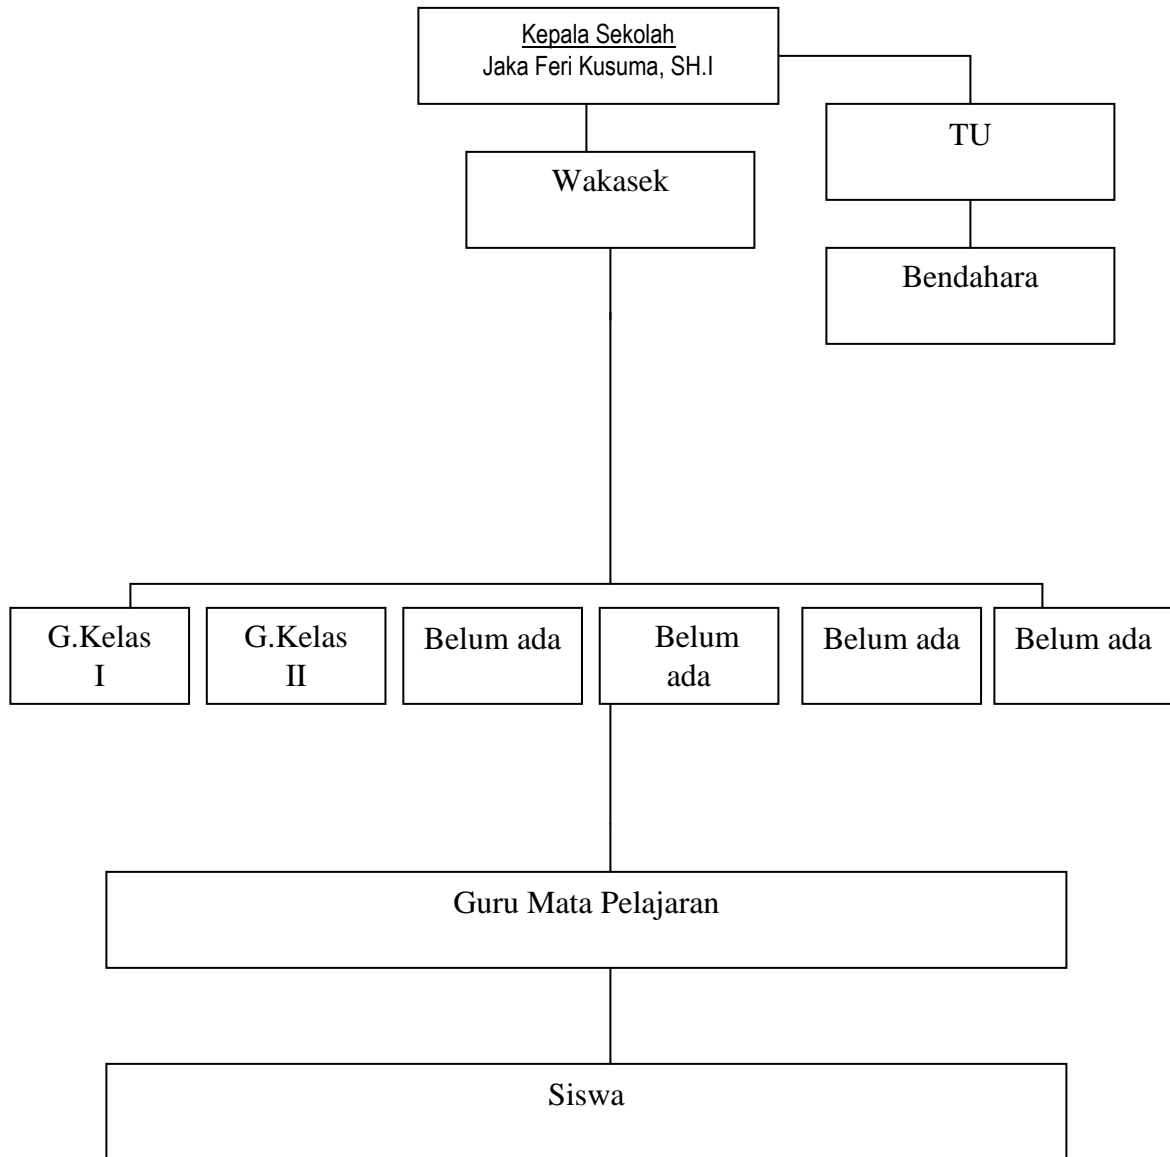 Kepala Sekolah
Jaka Feri Kusuma, SH.I
TU
Wakasek
Bendahara
G.Kelas
I
G.Kelas
II
Belum ada
Belum
ada
Belum ada
Belum ada
Guru Mata Pelajaran
Siswa